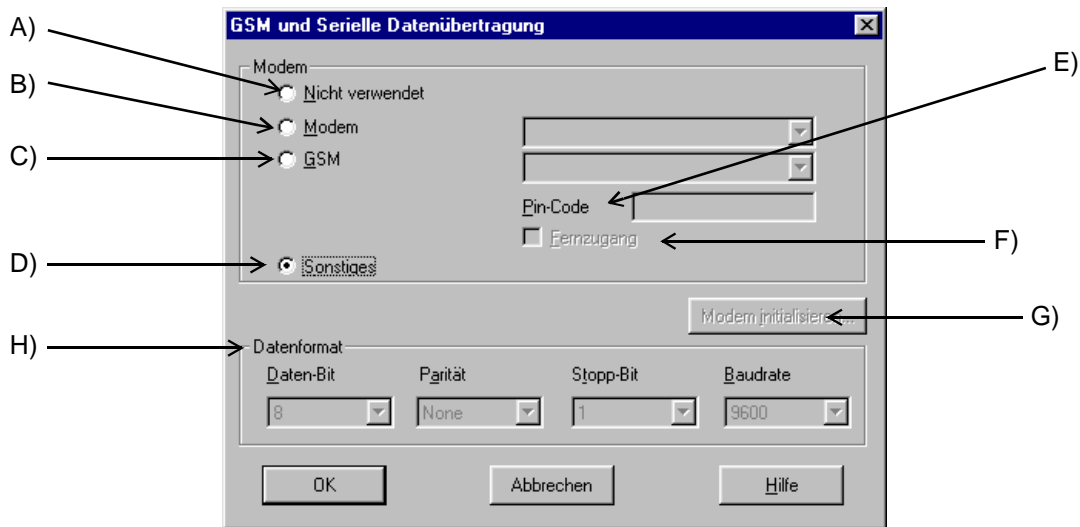 GSM und Serielle Datenübertragung
A)
Modem
E)
Nicht verwendet
B)
Modem
C)
GSM
Pin-Code
Fernzugang
F)
D)
Sonstiges
Modem initialisieren...
G)
H)
Datenformat
Daten-Bit Parität Stopp-Bit Baudrate
8 None 1 9600
OK Abbrechen Hilfe